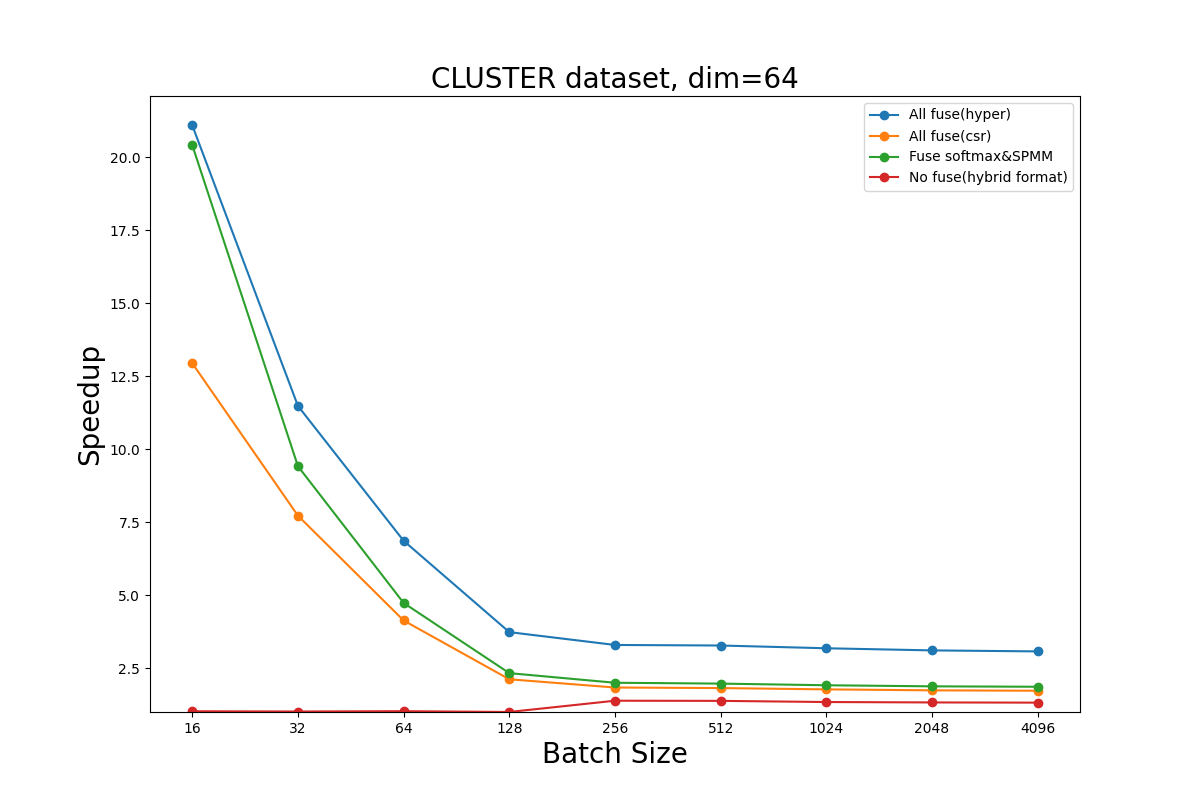 CLUSTER dataset, dim=64
All fuse(hyper)
All fuse(csr)
Fuse softmax&SPMM
No fuse(hybrid format)
Speedup
20.0
17.5
15.0
12.5
10.0
7.5
5.0
2.5
16 32 64 128 256 512 1024 2048 4096
Batch Size